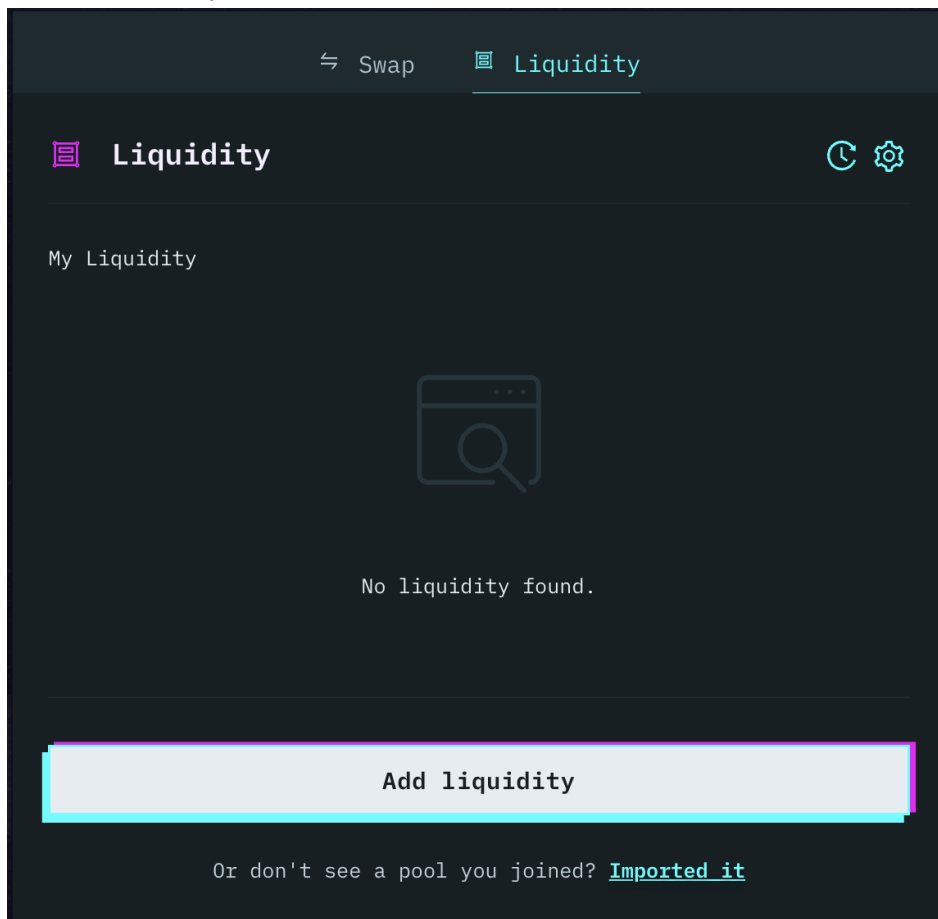 Swap Liquidity
Liquidity
My Liquidity
No liquidity found.
Add liquidity
Or don't see a pool you joined? Imported it